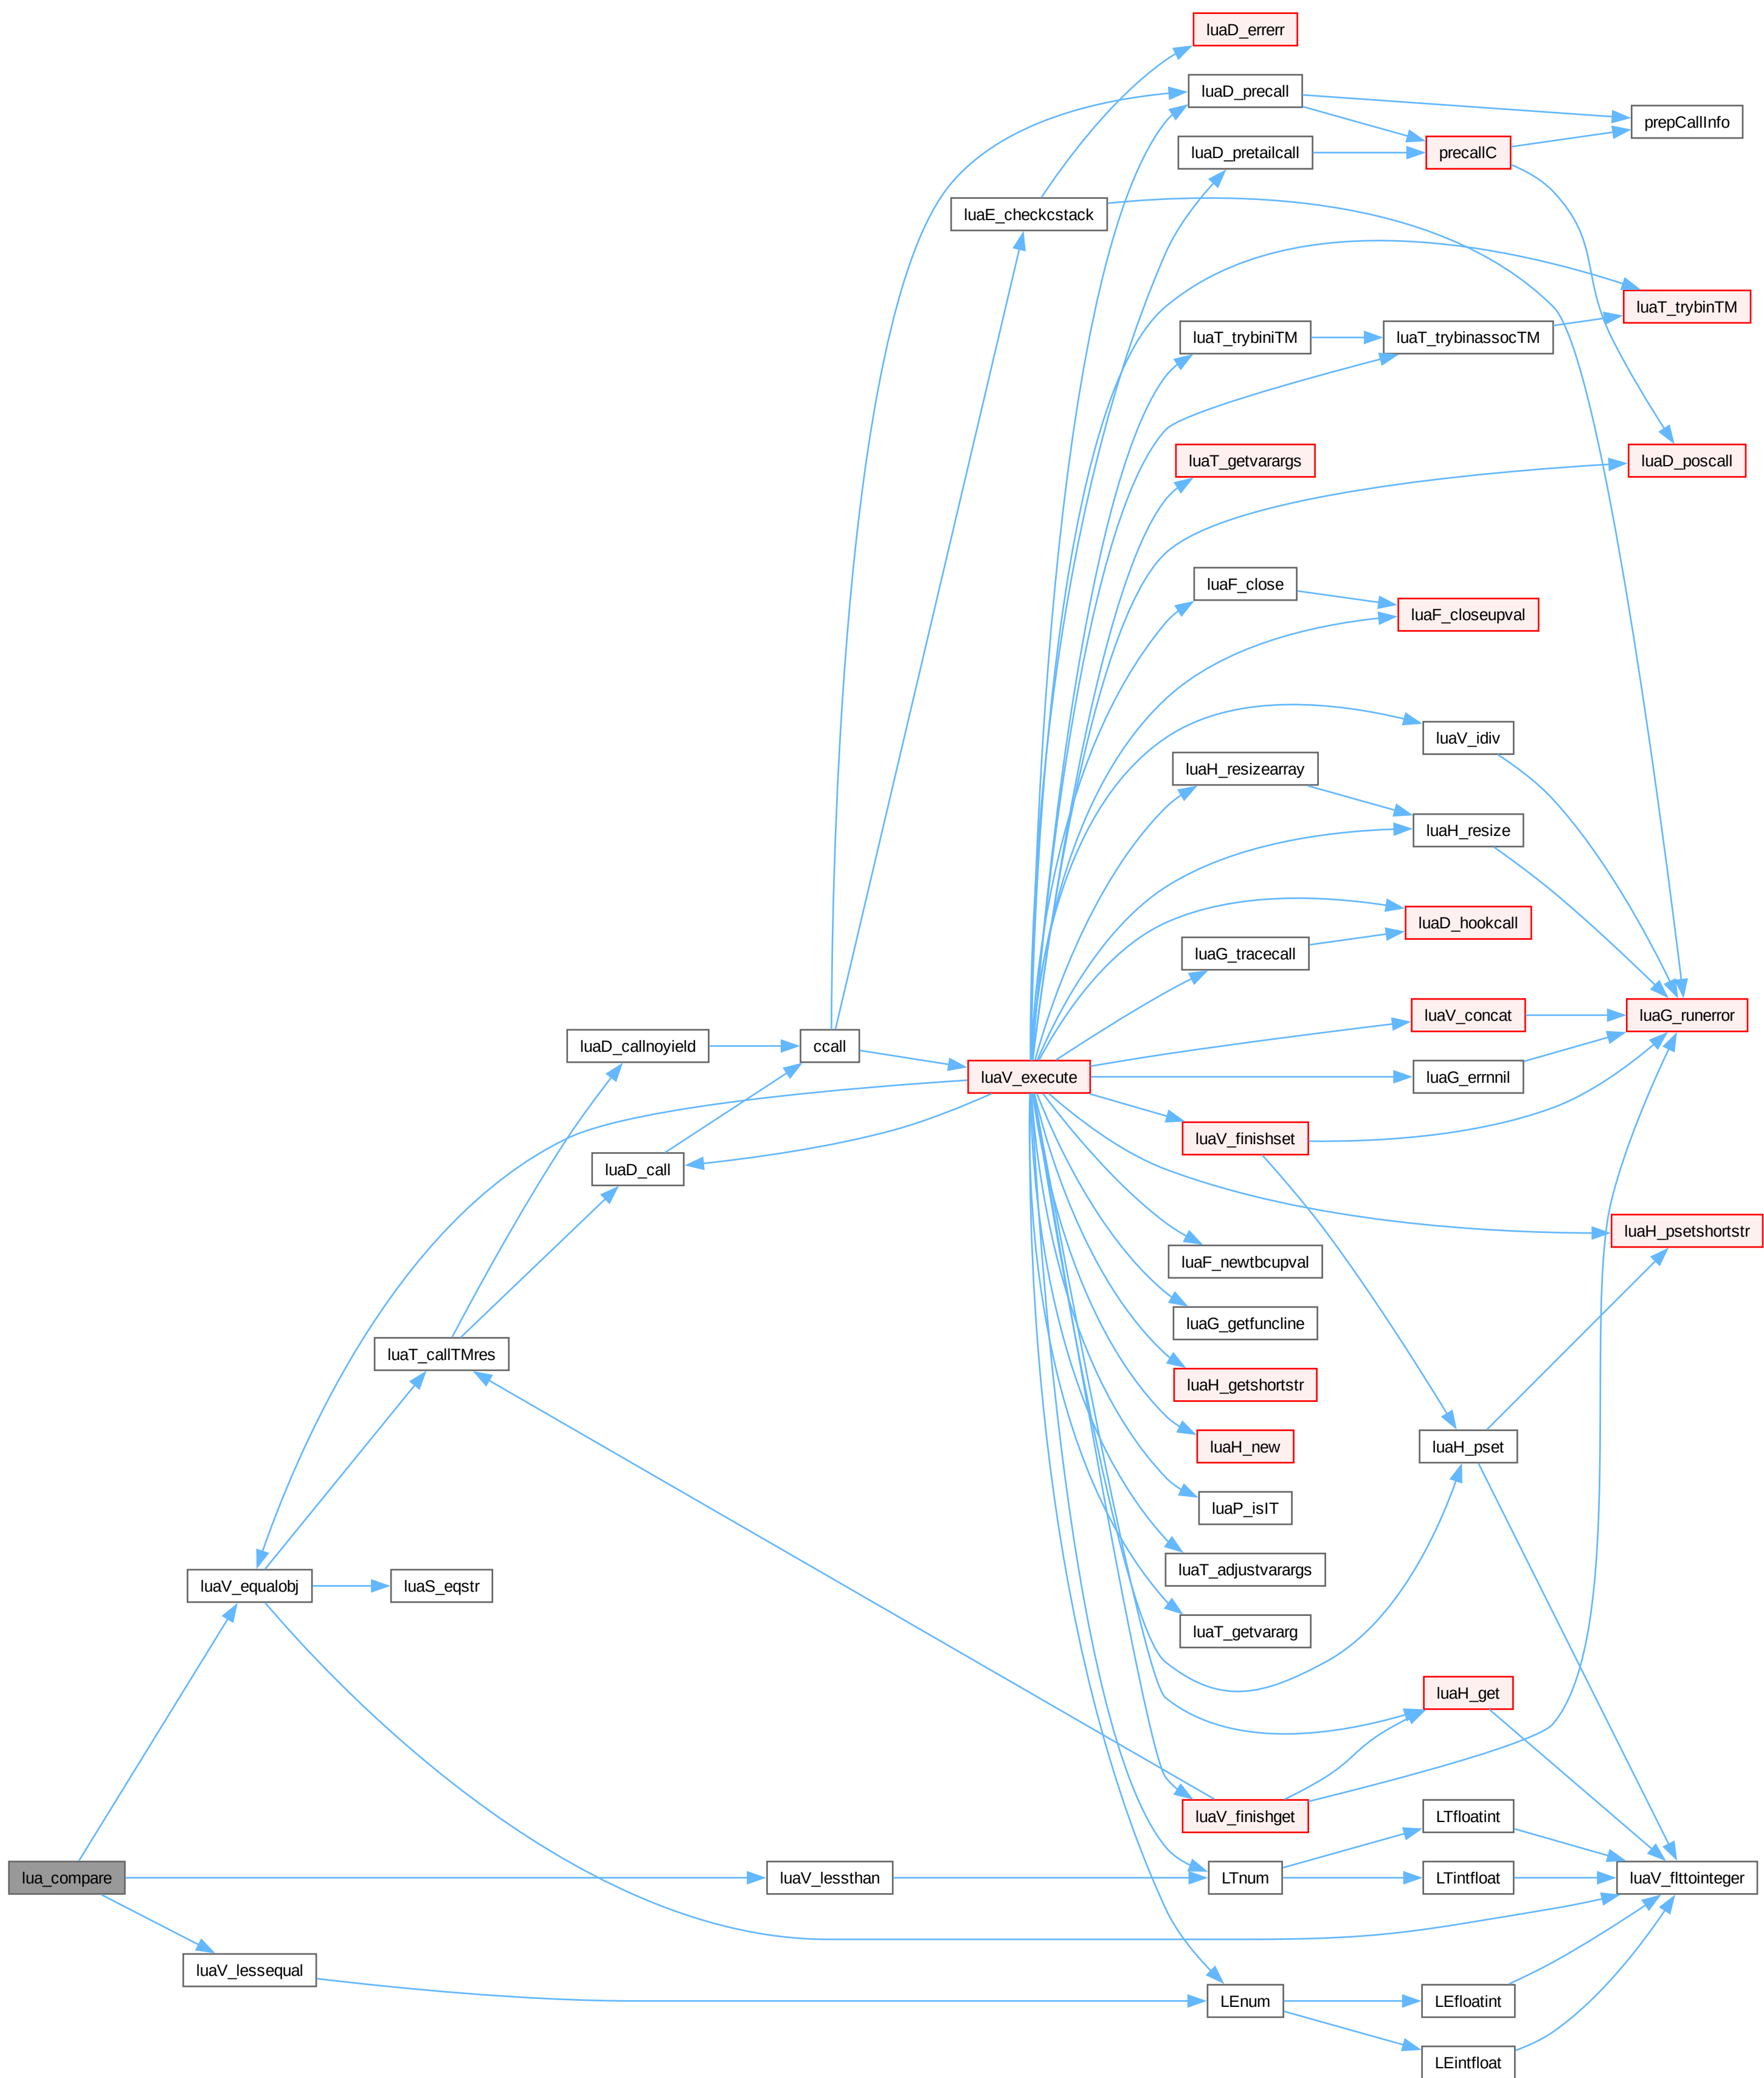 luaD_errerr
luaD_precall
prepCallInfo
luaD_pretailcall
precallC
luaE_checkcstack
luaT_trybinTM
luaT_trybiniTM
luaT_trybinassocTM
luaT_getvarargs
luaD_poscall
luaF_close
luaF_closeupval
luaV_idiv
luaH_resizearray
luaH_resize
luaD_hookcall
luaG_tracecall
luaV_concat
luaG_runerror
luaD_callnoyield
ccall
luaV_execute
luaG_errnnil
luaV_finishset
luaD_call
luaH_psetshortstr
luaF_newtbcupval
luaG_getfuncline
luaT_callTMres
luaH_getshortstr
luaH_new
luaH_pset
luaP_isIT
luaT_adjustvarargs
luaV_equalobj
luaS_eqstr
luaT_getvararg
luaH_get
luaV_finishget
LTfloatint
lua_compare
luaV_lessthan
LTnum
LTintfloat
luaV_flttointeger
luaV_lessequal
LEnum
LEfloatint
LEintfloat